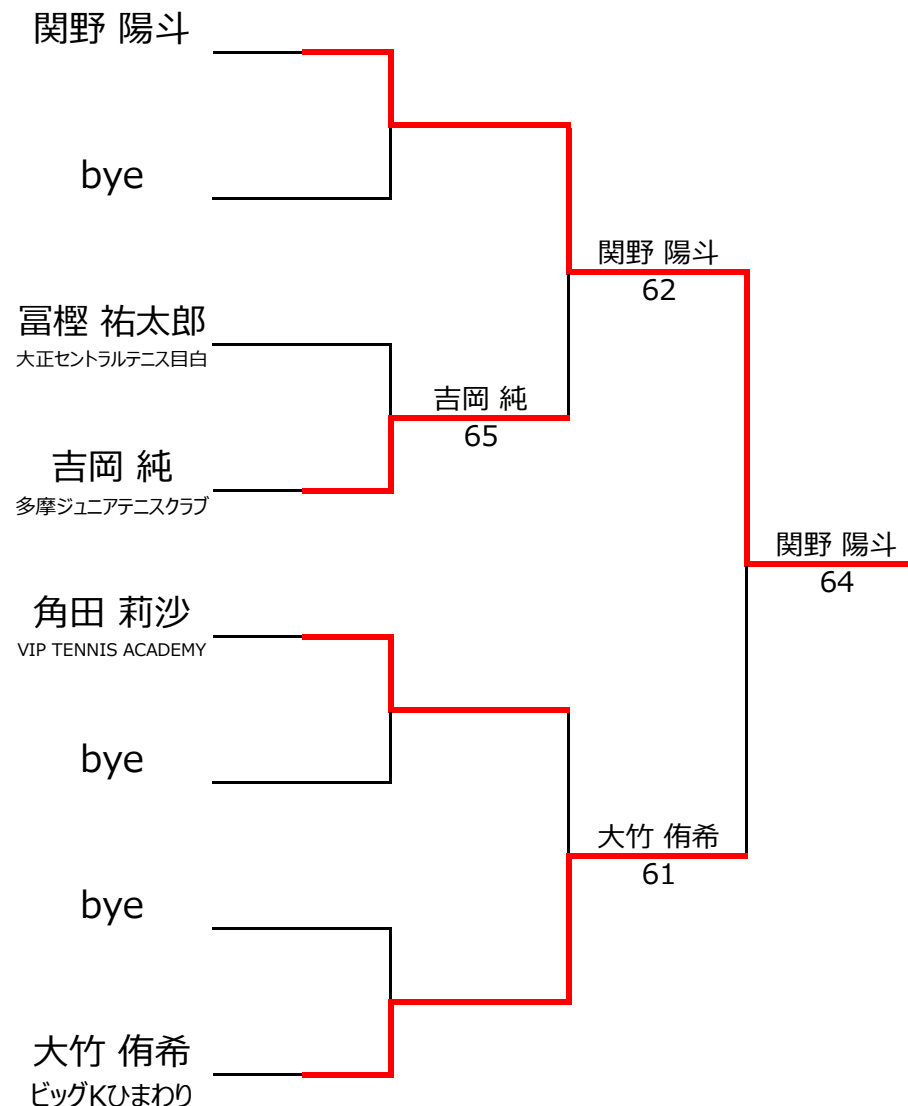 関野 陽斗
bye
冨樫 祐太郎
大正セントラルテニス目白
吉岡 純
多摩ジュニアテニスクラブ
角田 莉沙
VIP TENNIS ACADEMY
bye
bye
大竹 侑希
ビッグKひまわり
吉岡 純
65
関野 陽斗
62
大竹 侑希
61
関野 陽斗
64